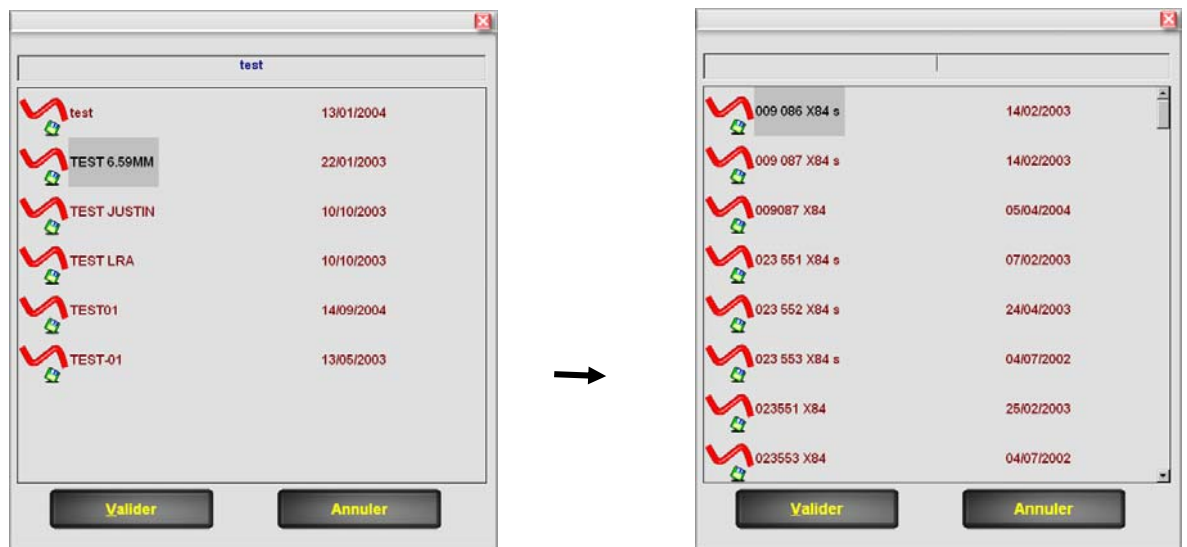 test
test 13/01/2004
TEST 6.59MM 22/01/2003
TEST JUSTIN 10/10/2003
TEST LRA 10/10/2003
TEST01 14/09/2004
TEST-01 13/05/2003
Valider Annuler
009 086 X84 s 14/02/2003
009 087 X84 s 14/02/2003
009087 X84 05/04/2004
023 551 X84 s 07/02/2003
023 552 X84 s 24/04/2003
023 553 X84 s 04/07/2002
023551 X84 25/02/2003
023553 X84 04/07/2002
Valider Annuler